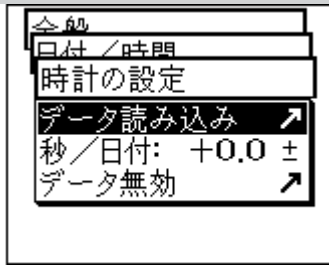 全般
日付／時間
時計の設定
データ読み込み ↗
秒／日付: +0.0 ±
データ無効 ↗